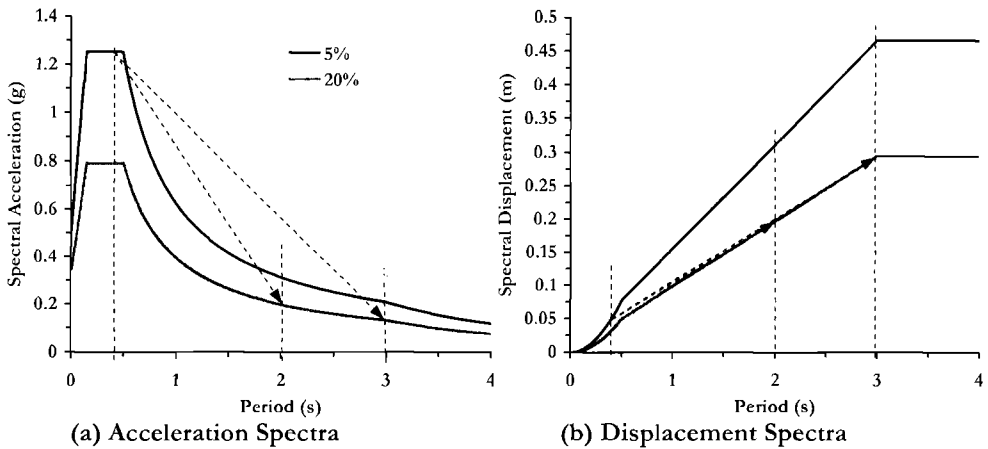 1.4
1.2
1
0.8
0.6
0.4
0.2
0
Spectral Acceleration (g)
5%
20%
0 1 2 3 4
Period (s)
(a) Acceleration Spectra
0.5
0.45
0.4
0.35
0.3
0.25
0.2
0.15
0.1
0.05
0
Spectral Displacement (m)
0 1 2 3 4
Period (s)
(b) Displacement Spectra